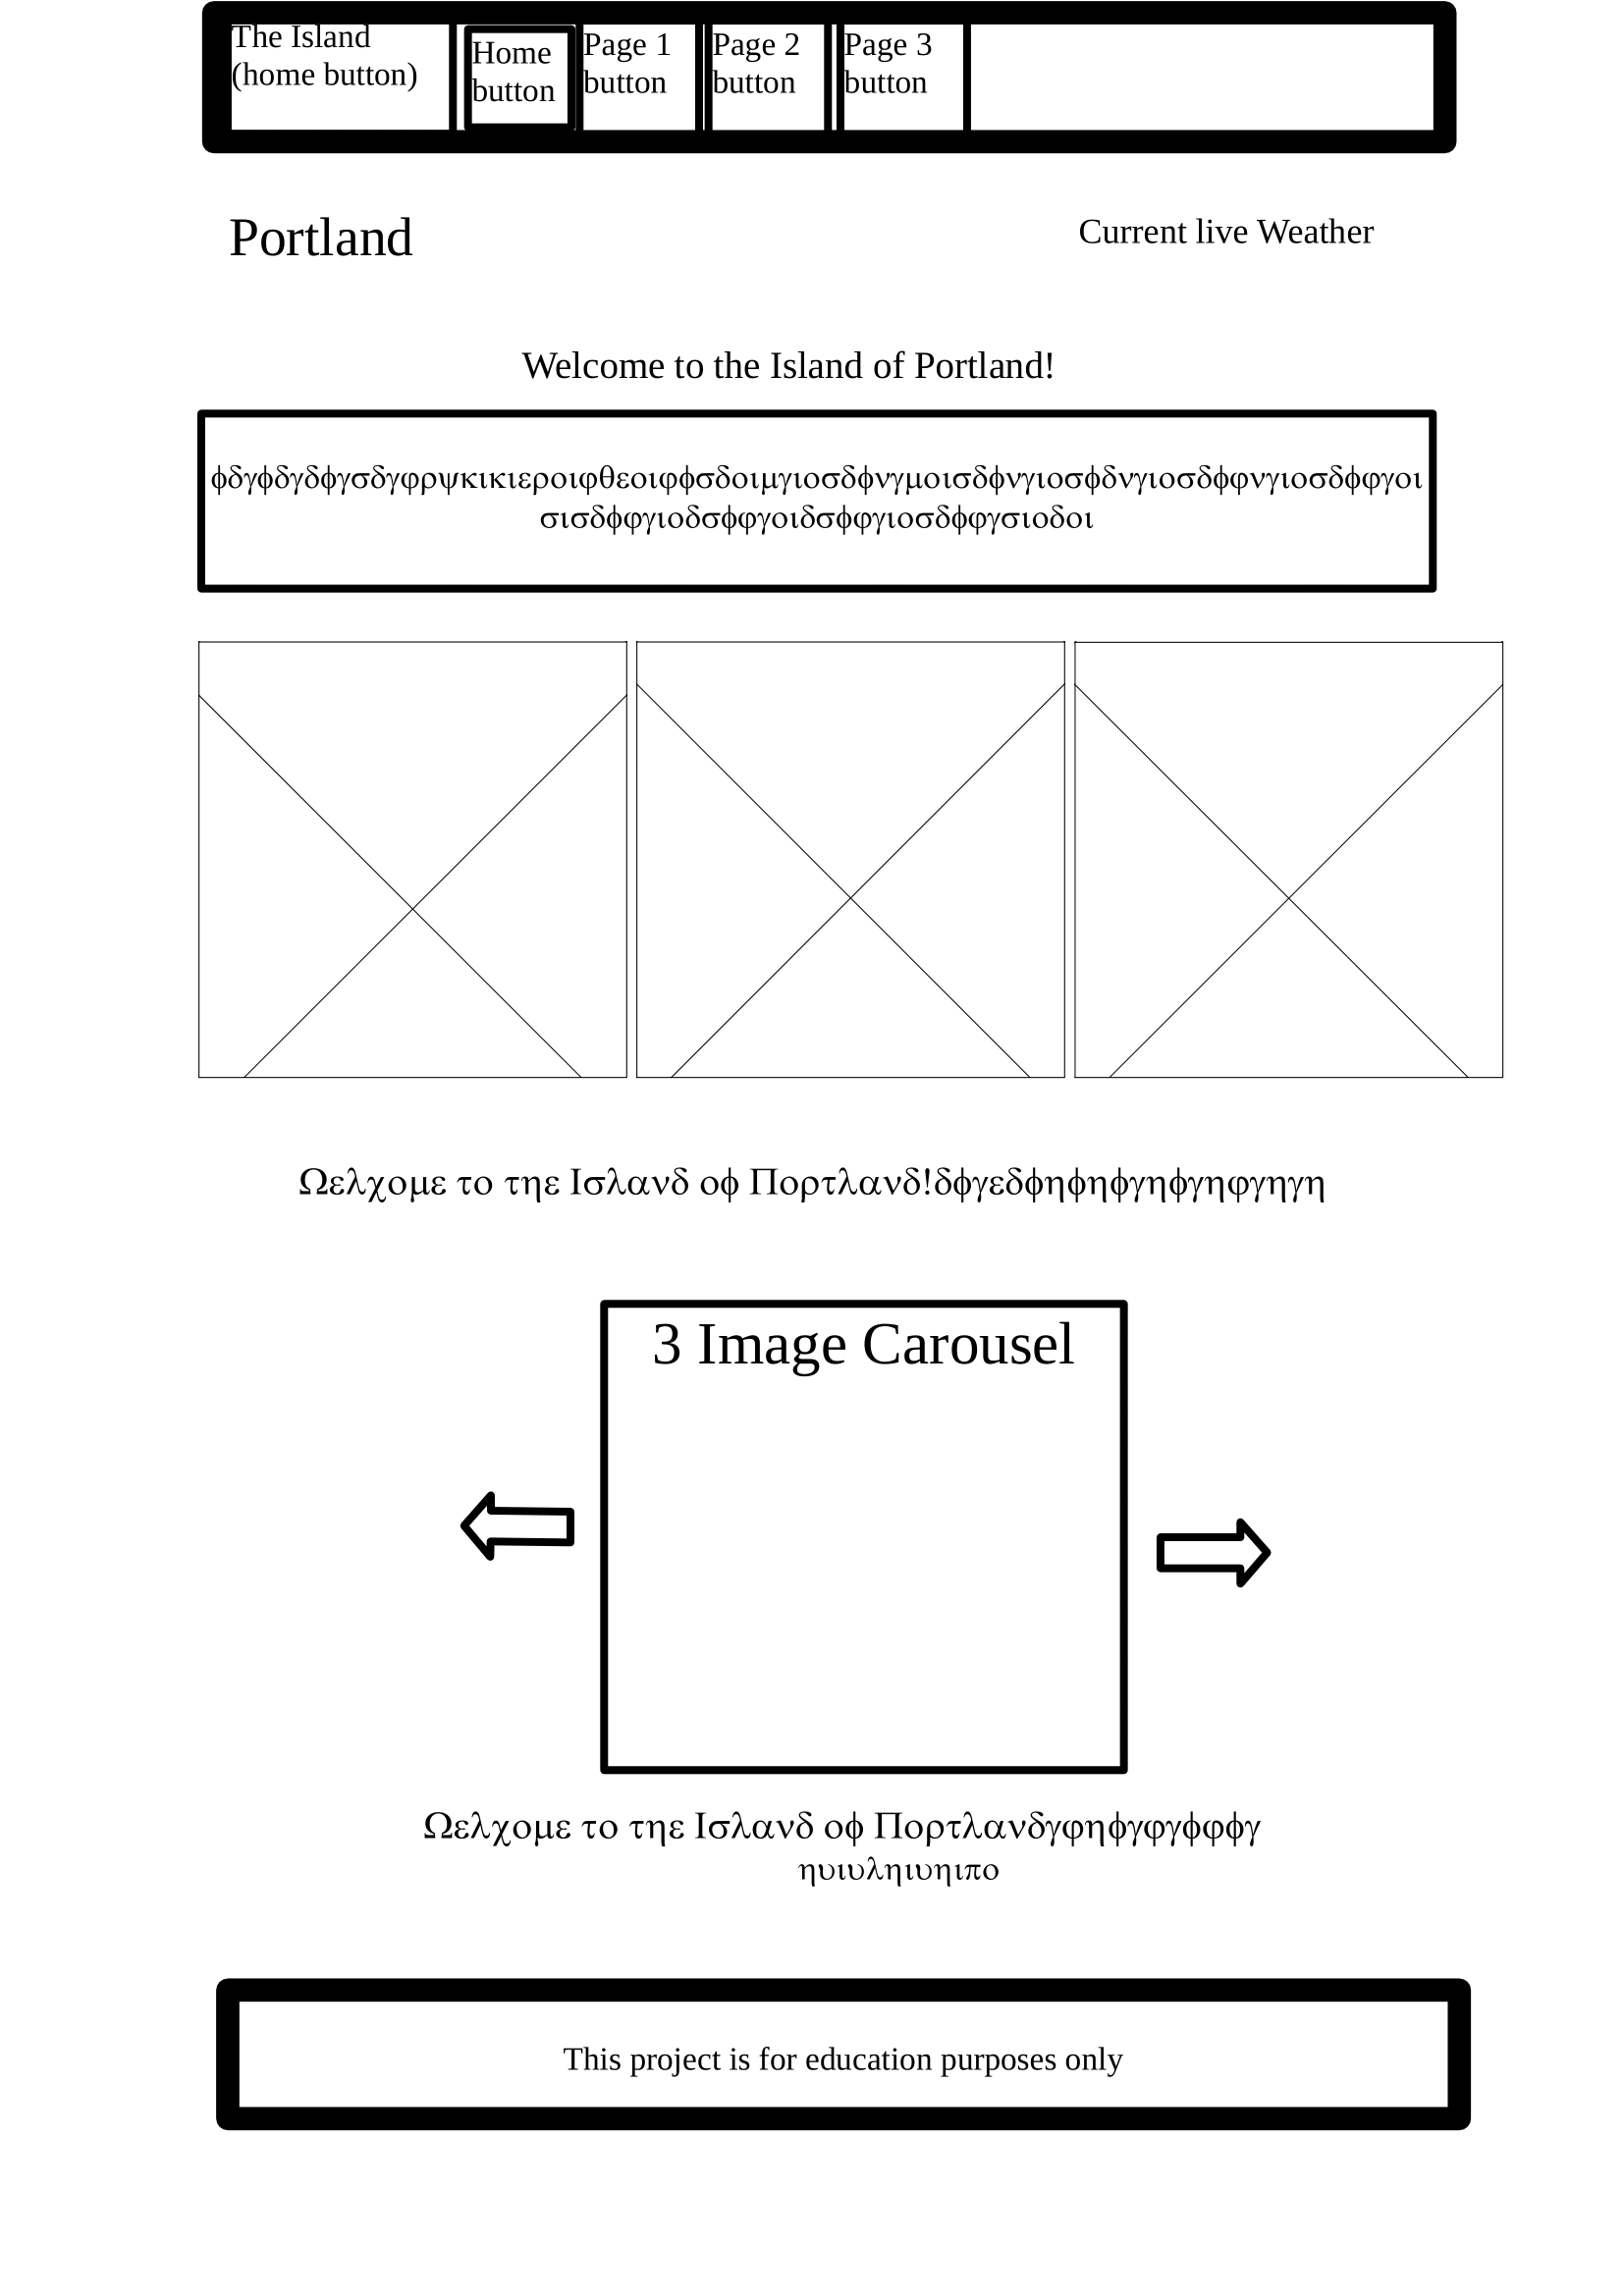 The Island
(home button)
Home
button
Page 1
button
Page 2
button
Page 3
button
Portland
Current live Weather
Welcome to the Island of Portland!
ϕδγϕδγδϕγσδγφρψκικιεροιφθεοιφϕσδοιμγιοσδϕνγμοισδϕνγιοσϕδνγιοσδϕφνγιοσδϕφγοι
σισδϕφγιοδσϕφγοιδσϕφγιοσδϕφγσιοδοι
Ωελχομε το τηε Ισλανδ οϕ Πορτλανδ!δϕγεδϕηϕηϕγηϕγηφγηγη
3 Image Carousel
Ωελχομε το τηε Ισλανδ οϕ Πορτλανδγφηϕγφγϕφϕγ
ηυιυληιυηιπο
This project is for education purposes only